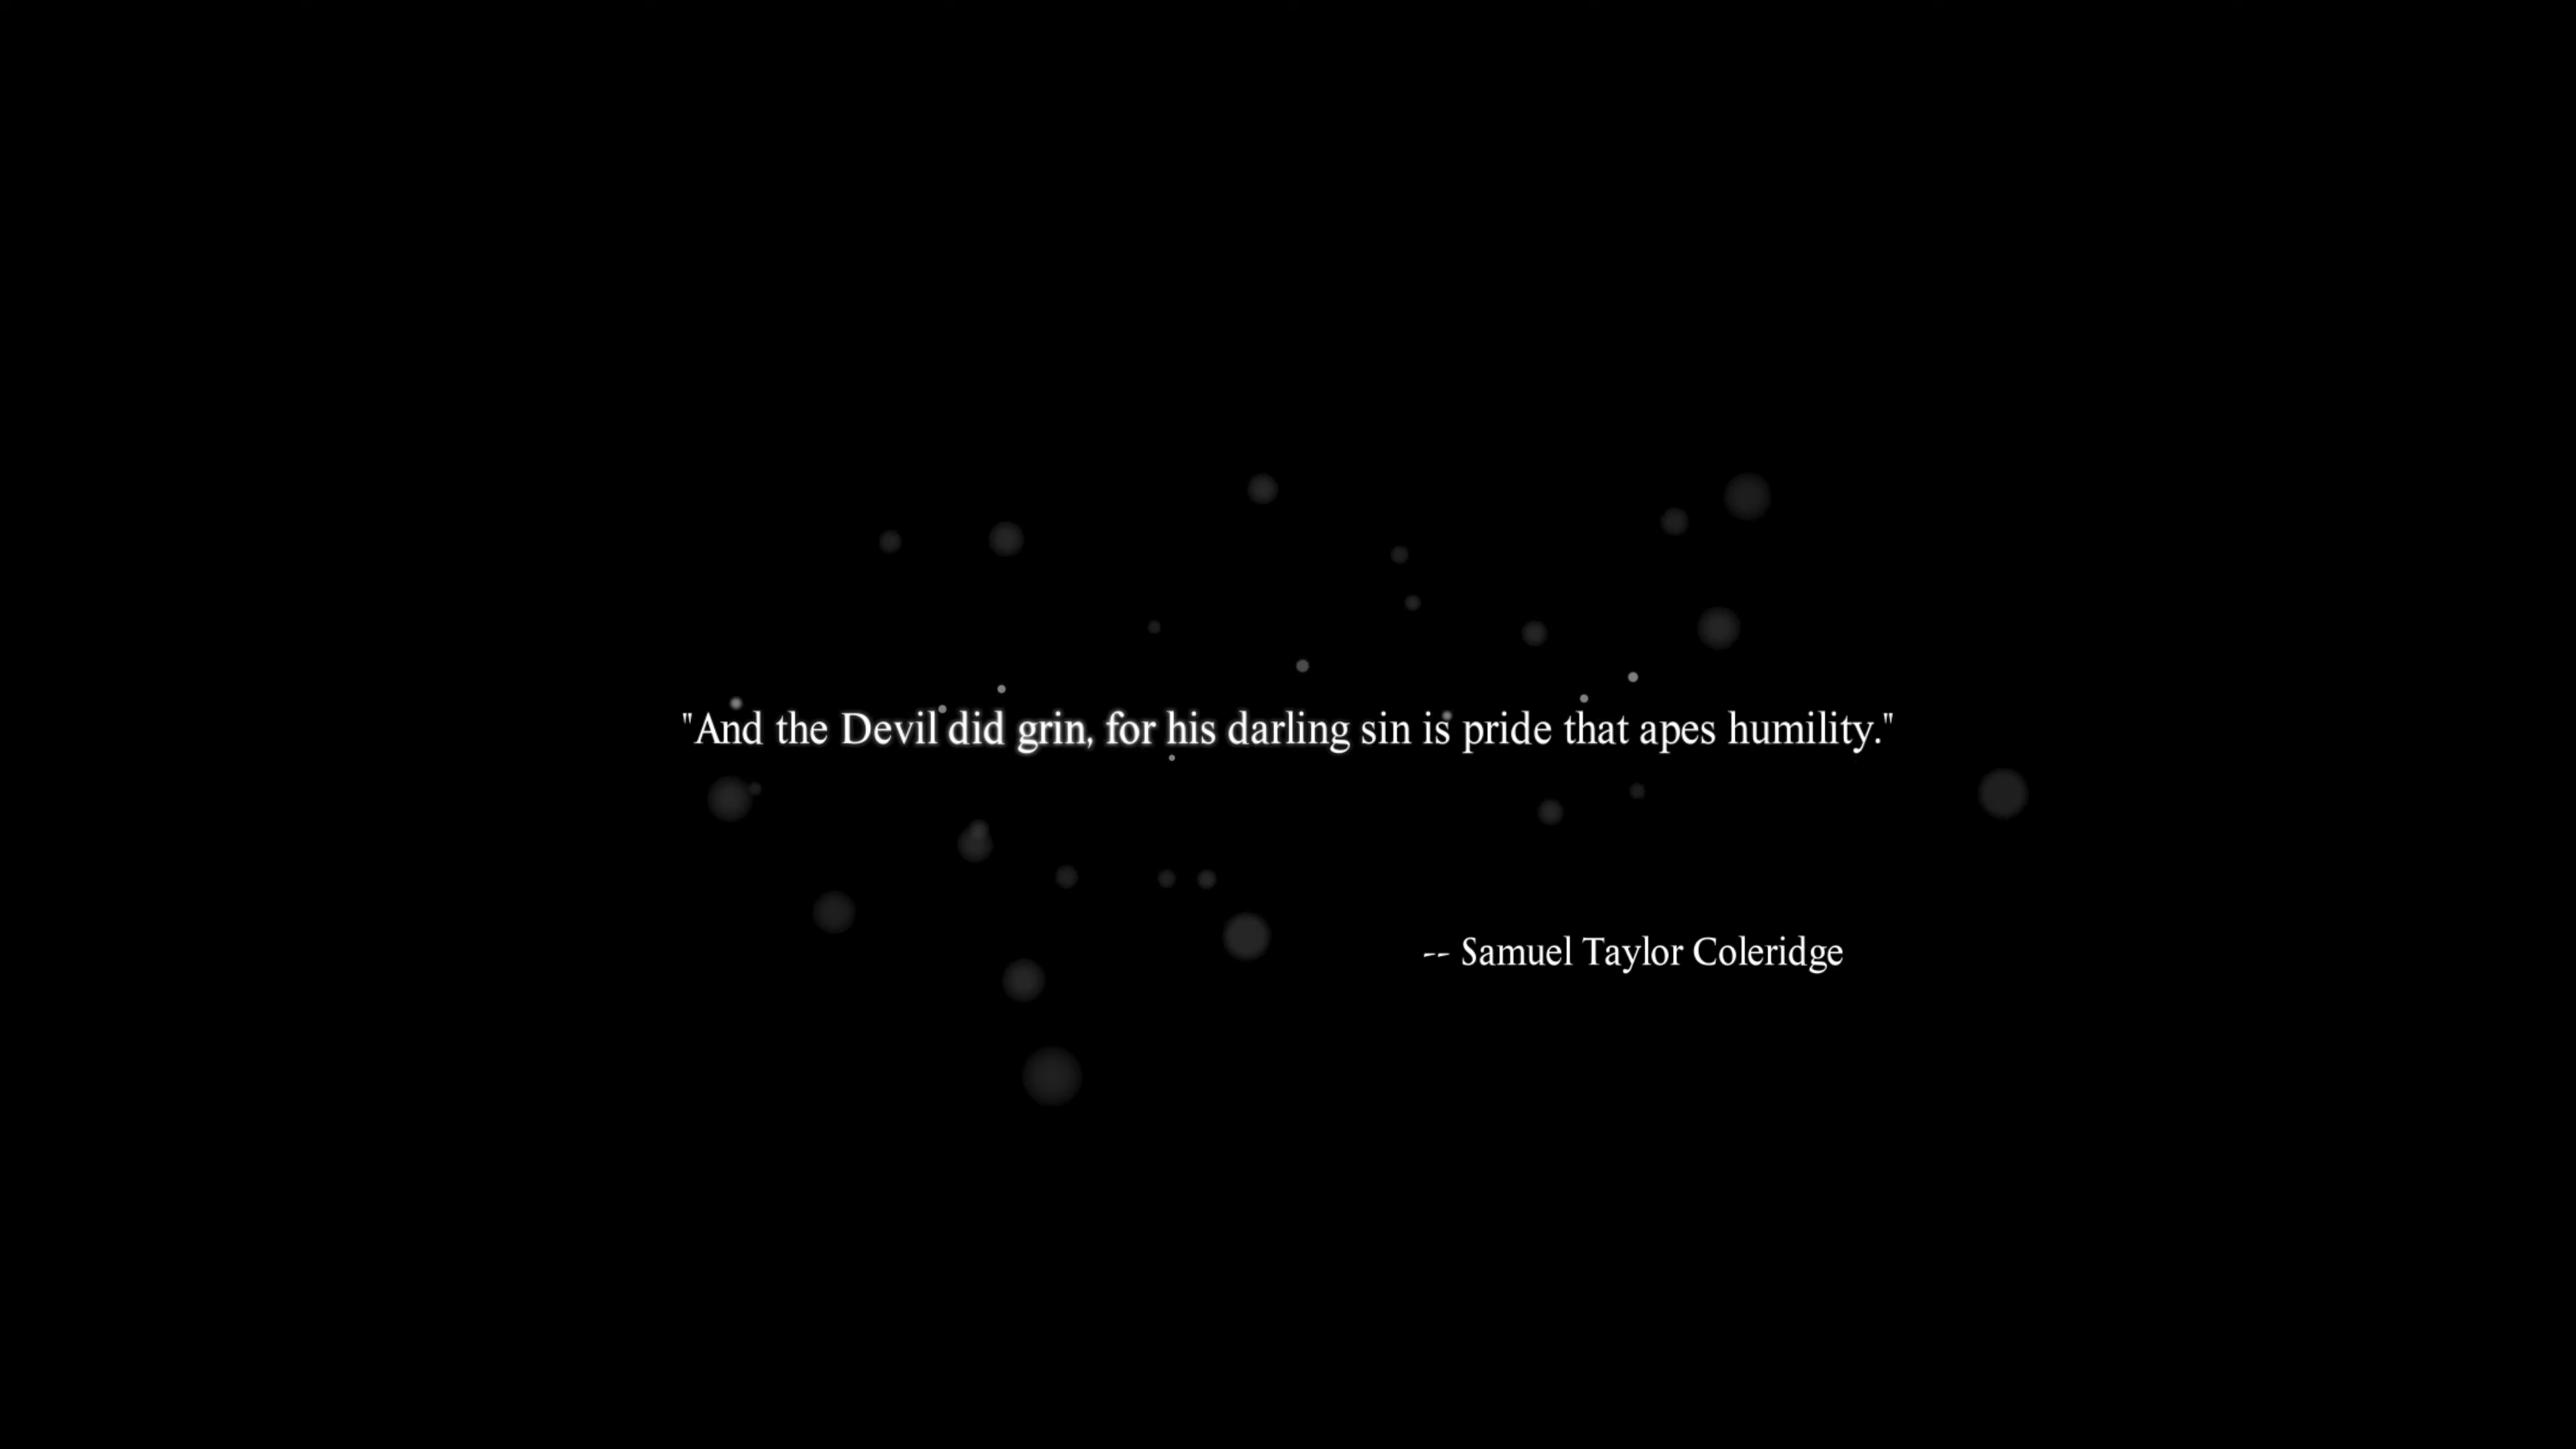 "And the Devil did grin, for his darling sin is pride that apes humility."
-- Samuel Taylor Coleridge